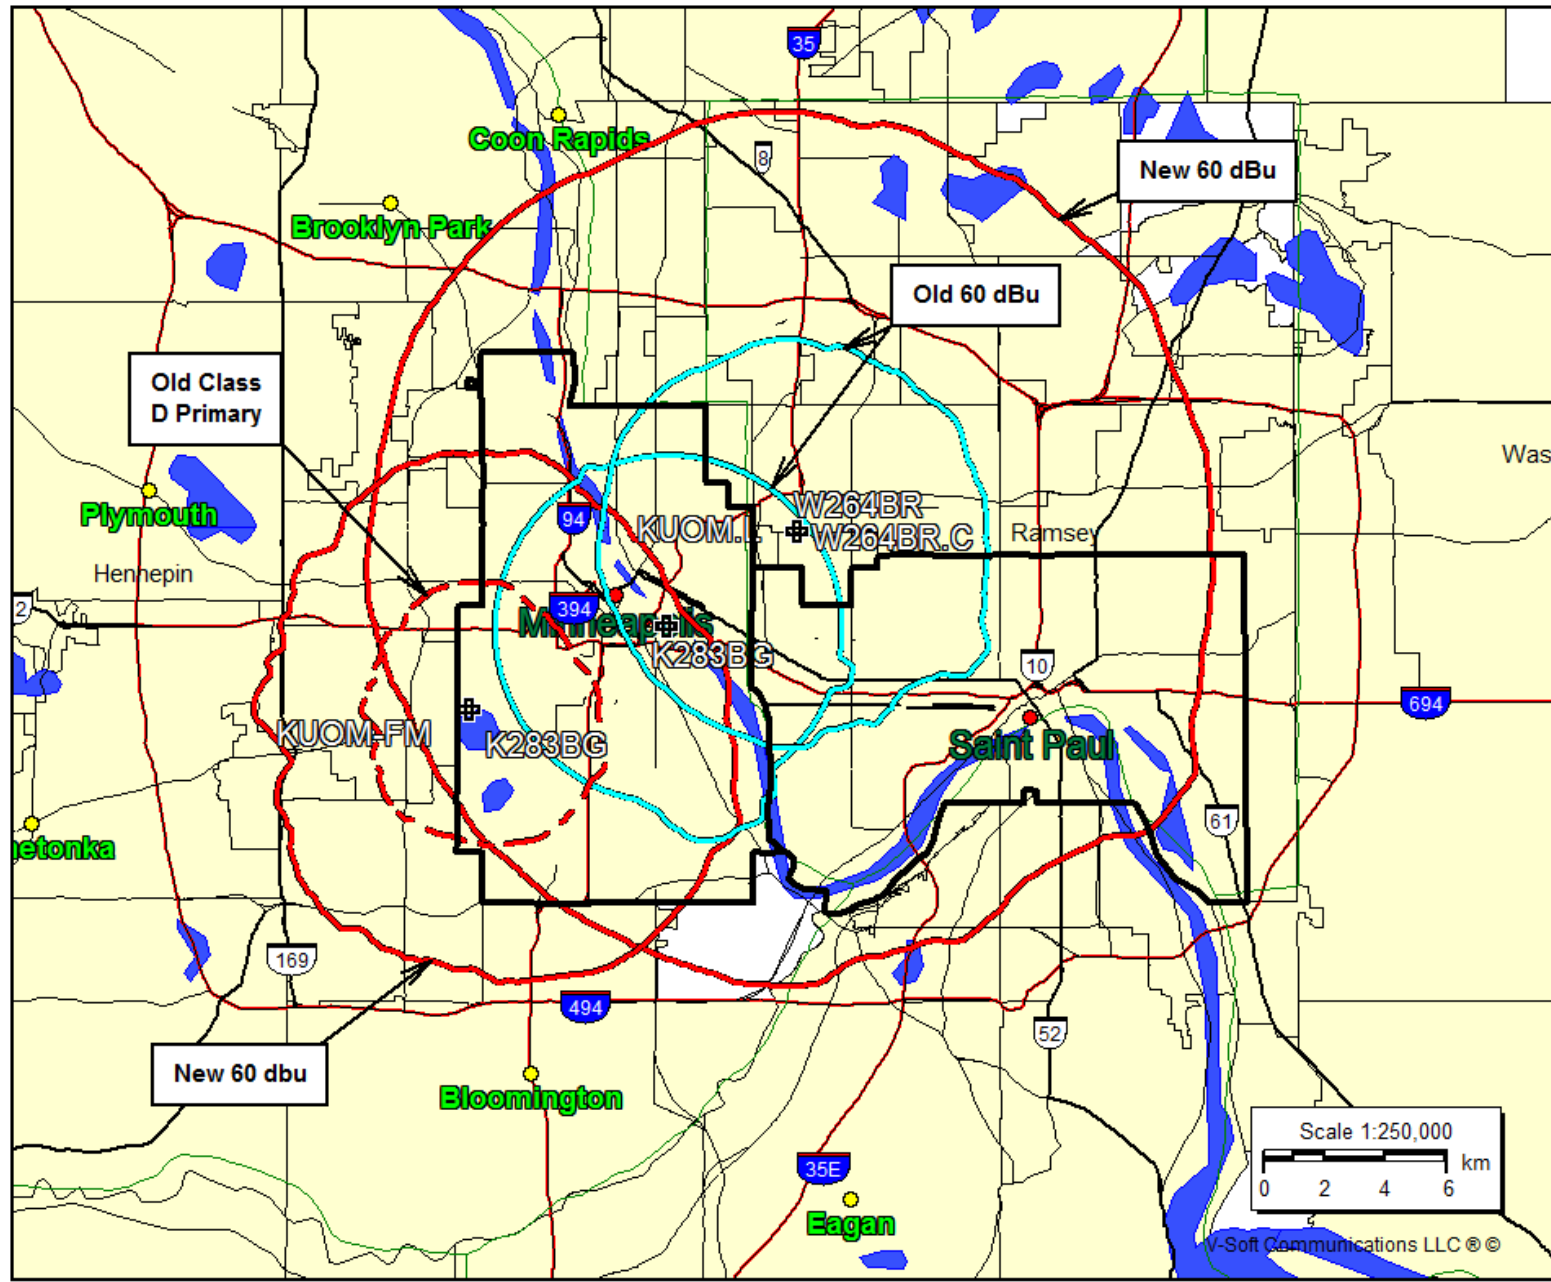 35
Coon Rapids
8
New 60 dBu
Brooklyn Park
Old 60 dBu
Old Class
D Primary
Was
Plymouth
W264BR
94
KUOM.L
W264BR.C
Ramsey
Hennepin
2
394
Minneapolis
K283BG
10
694
KUOM-FM
K283BG
Saint Paul
61
netonka
169
494
52
New 60 dbu
Bloomington
Scale 1:250,000
km
0 2 4 6
35E
Eagan
V-Soft Communications LLC ® ©